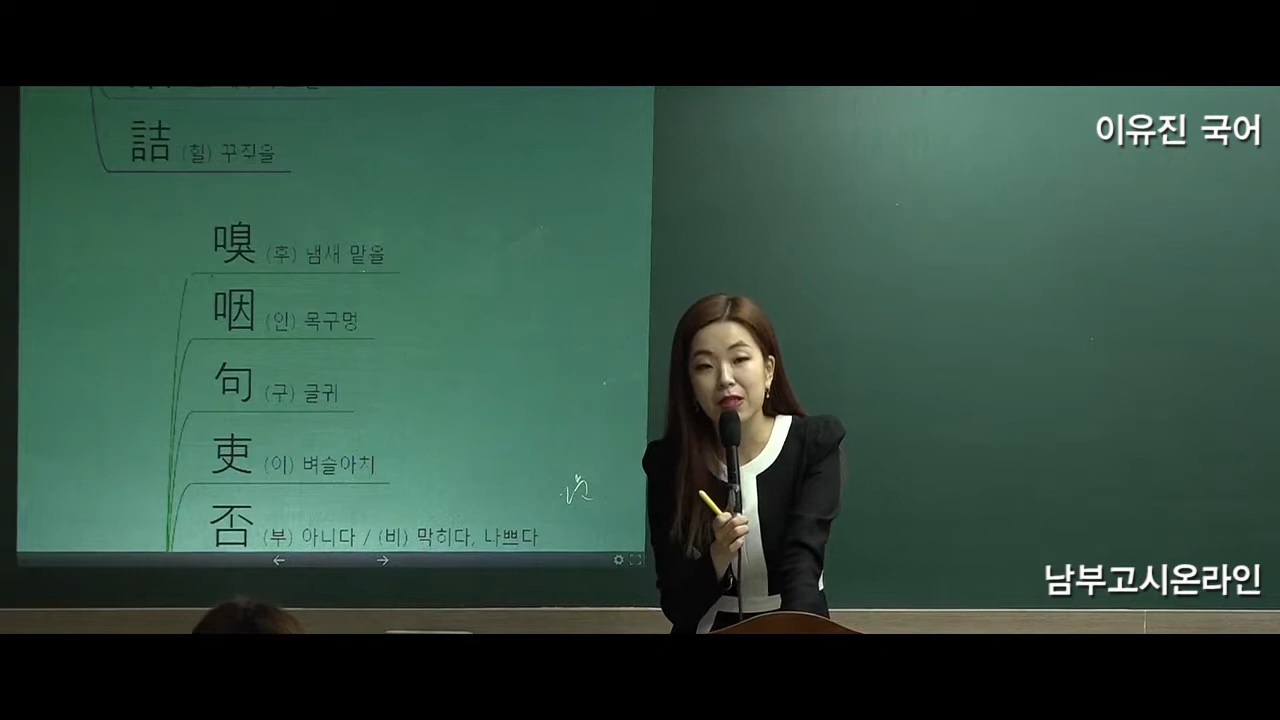 이유진 국어
詰 (힐) 꾸짖을
嗅 (후) 냄새 맡을
咽 (인) 목구멍
句 (구) 글귀
吏 (이) 벼슬아치
否 (부) 아니다 / (비) 막히다, 나쁘다
남부고시온라인